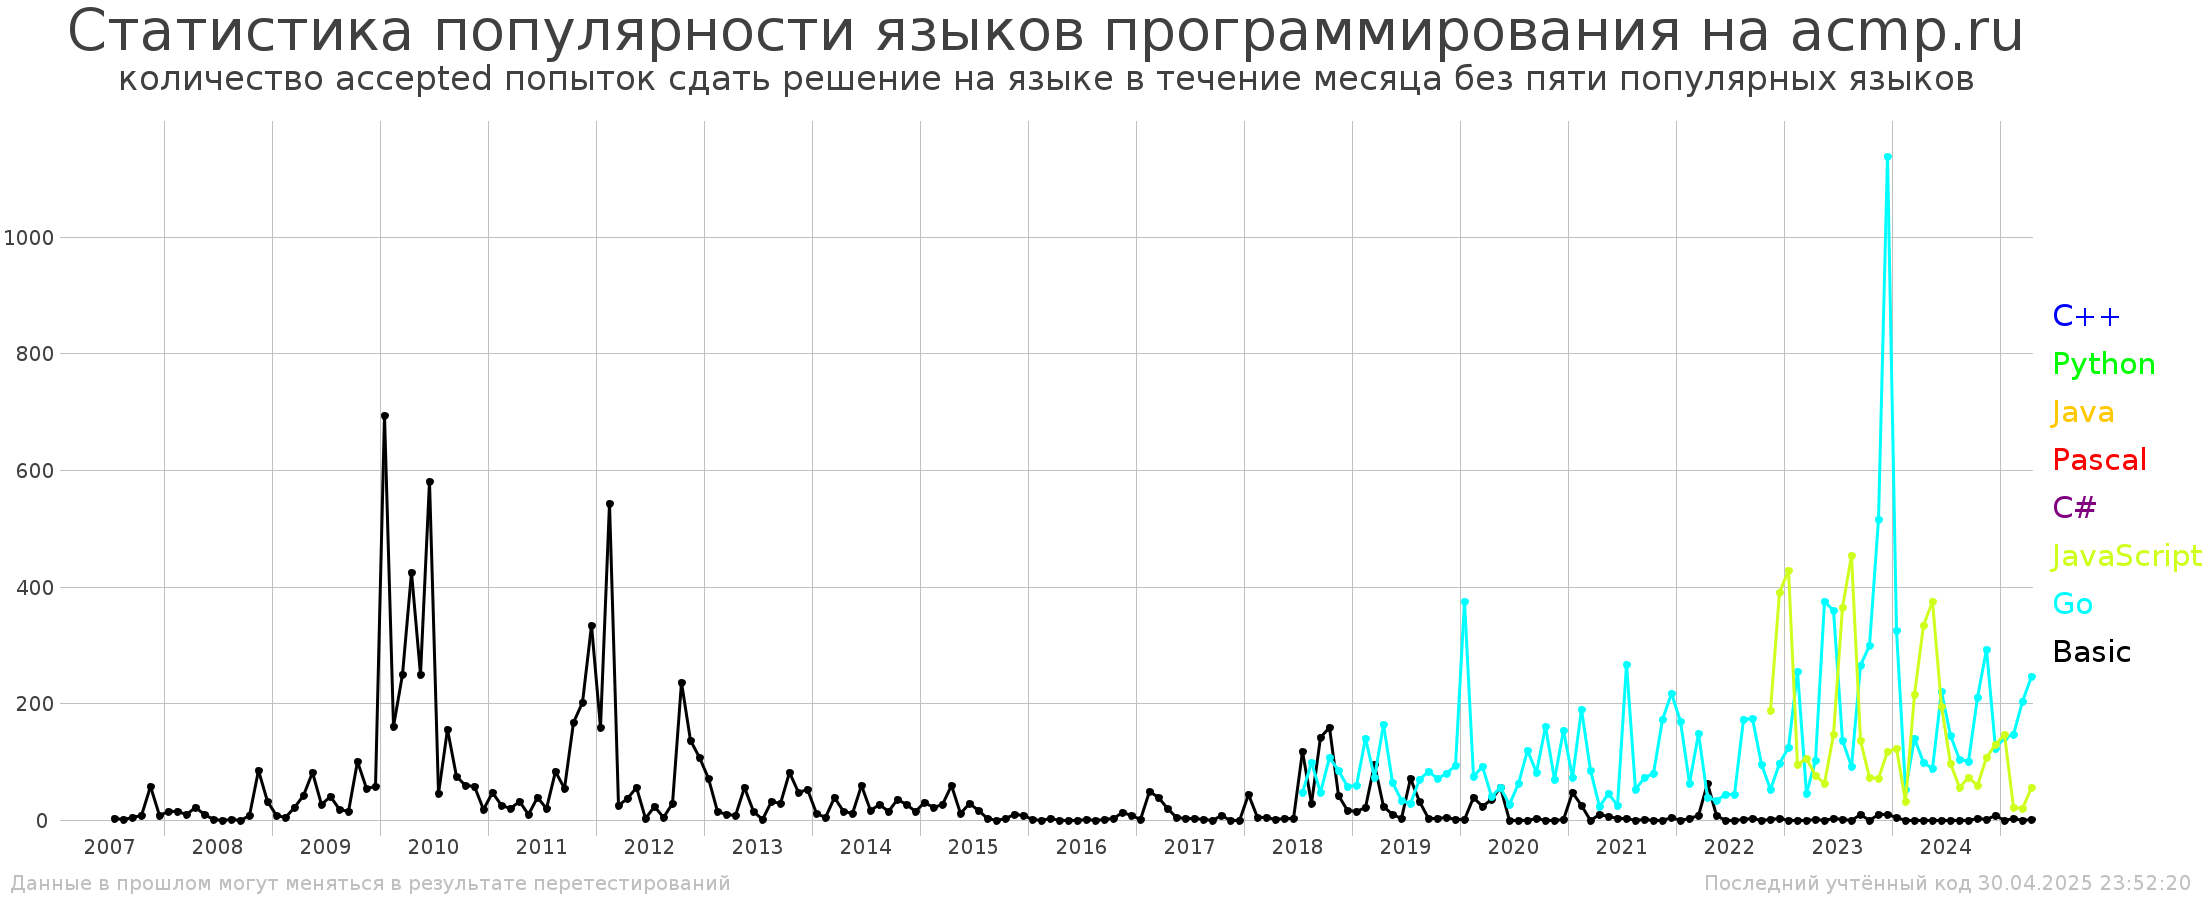 Статистика популярности языков программирования на acmp.ru
количество accepted попыток сдать решение на языке в течение месяца без пяти популярных языков
1000
800
600
400
200
0
C++
Python
Java
Pascal
C#
JavaScript
Go
Basic
2007 2008 2009 2010 2011 2012 2013 2014 2015 2016 2017 2018 2019 2020 2021 2022 2023 2024
Данные в прошлом могут меняться в результате перетестирований
Последний учтённый код 30.04.2025 23:52:20